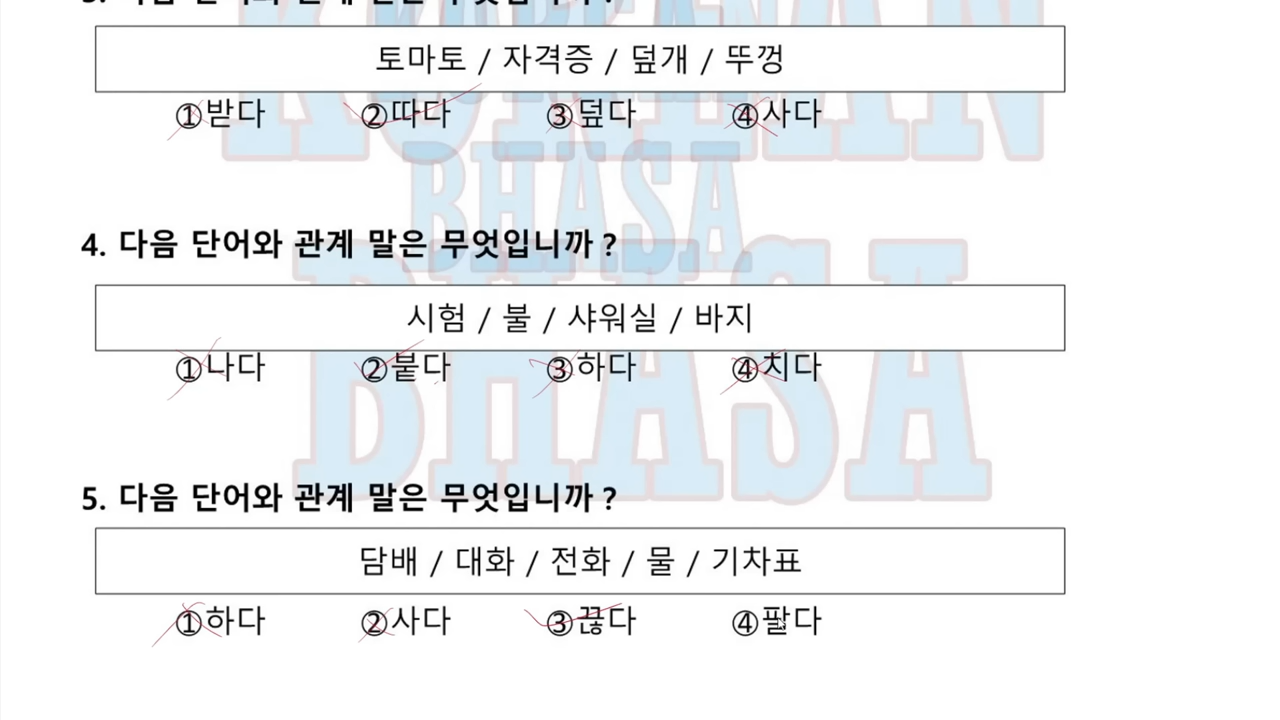 토마토 / 자격증 / 덮개 / 뚜껑
①받다 ②따다 ③덮다 ④사다
4. 다음 단어와 관계 말은 무엇입니까 ?
시험 / 불 / 샤워실 / 바지
①나다 ②붙다 ③하다 ④치다
5. 다음 단어와 관계 말은 무엇입니까 ?
담배 / 대화 / 전화 / 물 / 기차표
①하다 ②사다 ③끊다 ④팔다
KOREAN
BHASA
BHASA